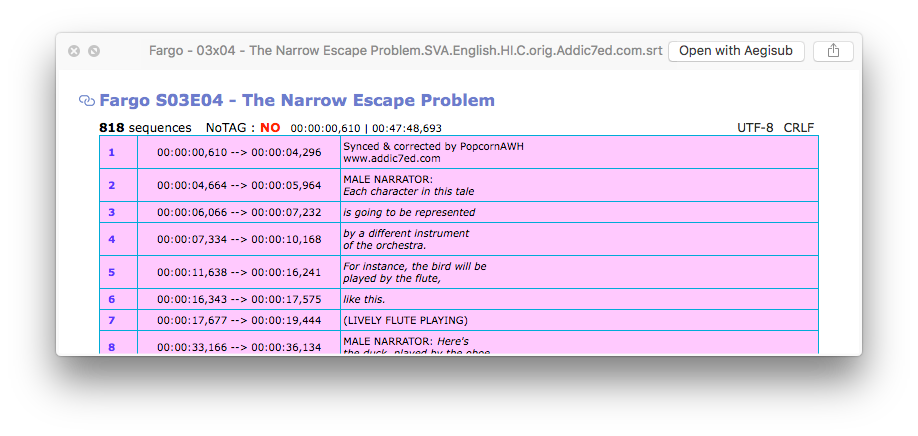 Fargo - 03x04 - The Narrow Escape Problem.SVA.English.HI.C.orig.Addic7ed.com.srt
Open with Aegisub
Fargo S03E04 - The Narrow Escape Problem
818 sequences NoTAG : NO 00:00:00,610 | 00:47:48,693 UTF-8 CRLF
1 00:00:00,610 --> 00:00:04,296 Synced & corrected by PopcornAWH
www.addic7ed.com
2 00:00:04,664 --> 00:00:05,964 MALE NARRATOR:
Each character in this tale
3 00:00:06,066 --> 00:00:07,232 is going to be represented
4 00:00:07,334 --> 00:00:10,168 by a different instrument
of the orchestra.
5 00:00:11,638 --> 00:00:16,241 For instance, the bird will be
played by the flute,
6 00:00:16,343 --> 00:00:17,575 like this.
7 00:00:17,677 --> 00:00:19,444 (LIVELY FLUTE PLAYING)
8 00:00:33,166 --> 00:00:36,134 MALE NARRATOR: Here's
the duck, played by the oboe